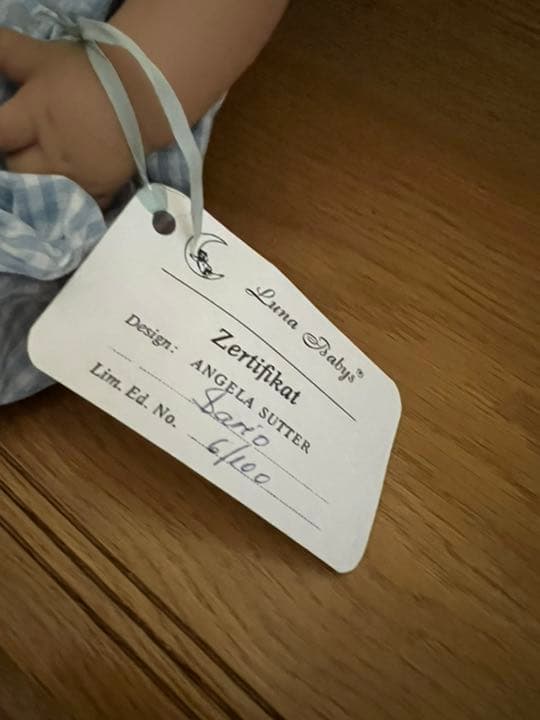 Luna Babys®
Zertifikat
Design: ANGELA SUTTER
Dario
Lim. Ed. No. 6/100